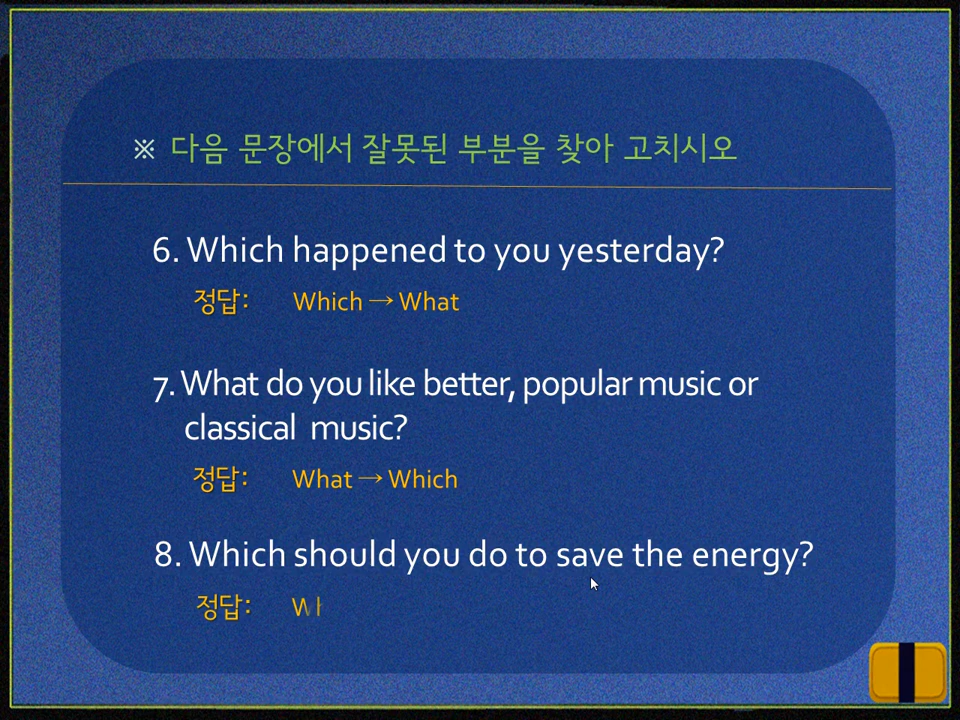 ※ 다음 문장에서 잘못된 부분을 찾아 고치시오
6. Which happened to you yesterday?
정답: Which → What
7. What do you like better, popular music or
classical music?
정답: What → Which
8. Which should you do to save the energy?
정답: